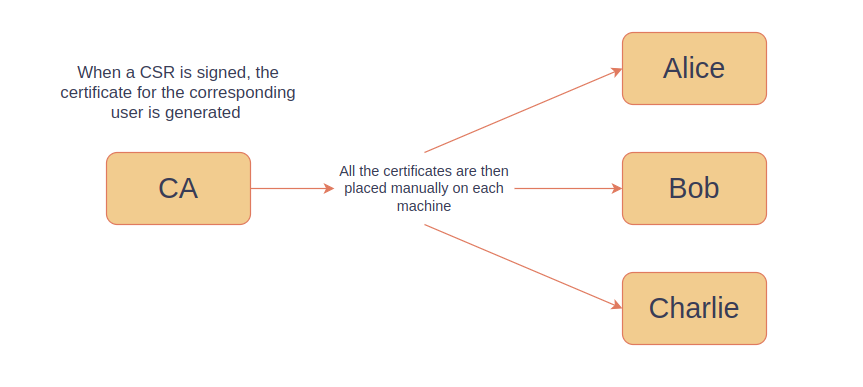 When a CSR is signed, the
certificate for the corresponding
user is generated
CA
All the certificates are then
placed manually on each
machine
Alice
Bob
Charlie